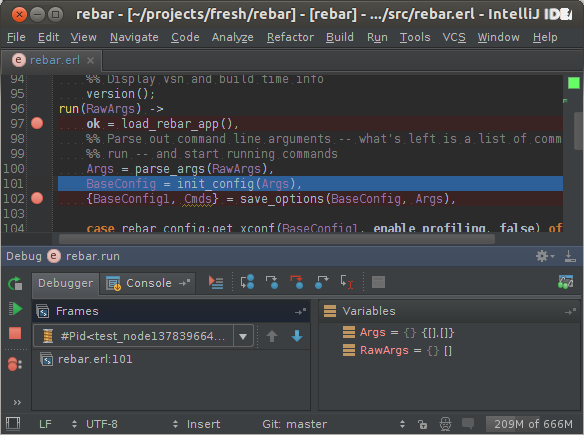 rebar - [~/projects/fresh/rebar] - [rebar] - .../src/rebar.erl - IntelliJ IDE
File Edit View Navigate Code Analyze Refactor Build Run Tools VCS Window Help
e rebar.erl
94 %% Display vsn and build time info
95 version();
96 run(RawArgs) ->
97 ok = load_rebar_app(),
98 %% Parse out command line arguments -- what's left is a list of comm
99 %% run -- and start running commands
100 Args = parse_args(RawArgs),
101 BaseConfig = init_config(Args),
102 {BaseConfig1, Cmds} = save_options(BaseConfig, Args),
103
104 case rebar_config:get_xconf(BaseConfig1, enable_profiling, false) of
Debug e rebar.run
Debugger Console
Frames
Variables
#Pid<test_node137839664...
rebar.erl:101
Args = {} {[],[]}
RawArgs = {} []
LF UTF-8 Insert Git: master 209M of 666M